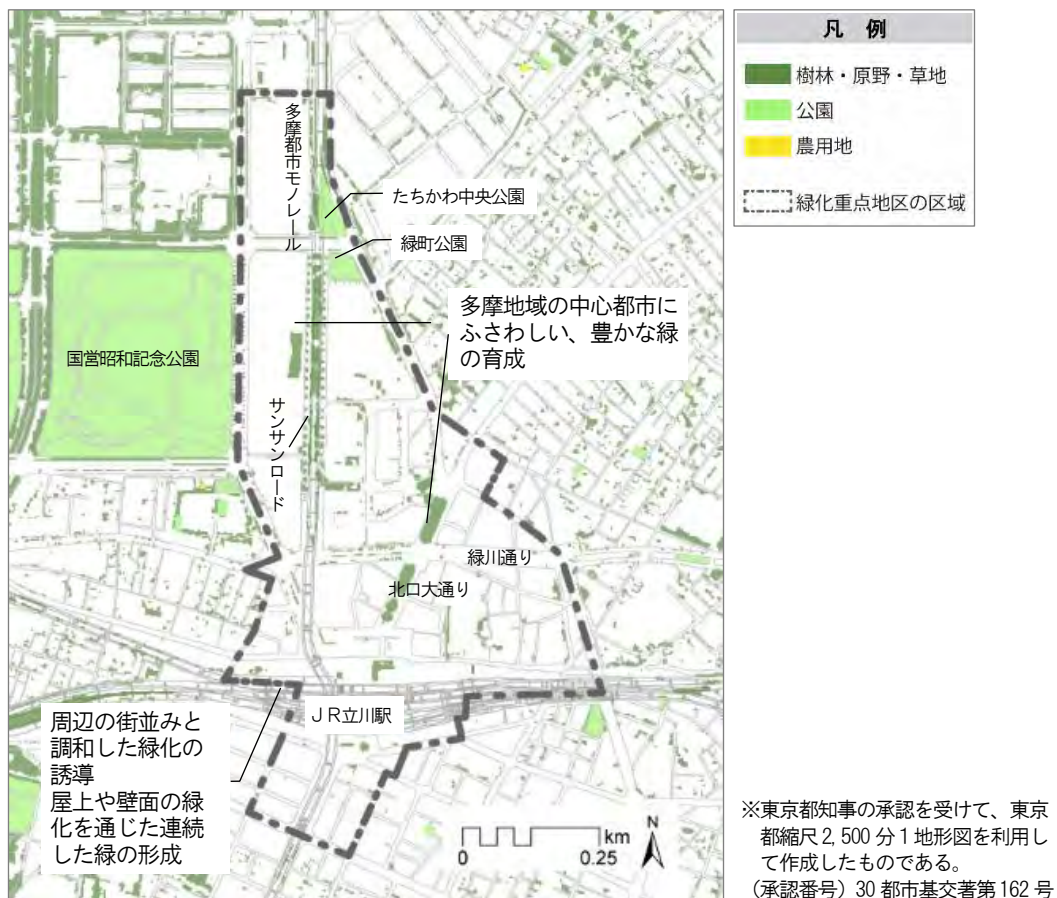 多摩都市モノレール
たちかわ中央公園
緑町公園
多摩地域の中心都市に
ふさわしい、豊かな緑
の育成
国営昭和記念公園
サンサンロード
緑川通り
北口大通り
JR立川駅
周辺の街並みと
調和した緑化の
誘導
屋上や壁面の緑
化を通じた連続
した緑の形成
km
0 0.25
N
凡 例
樹林・原野・草地
公園
農用地
緑化重点地区の区域
※東京都知事の承認を受けて、東京
都縮尺2,500分1地形図を利用し
て作成したものである。
（承認番号）30都市基交著第162号